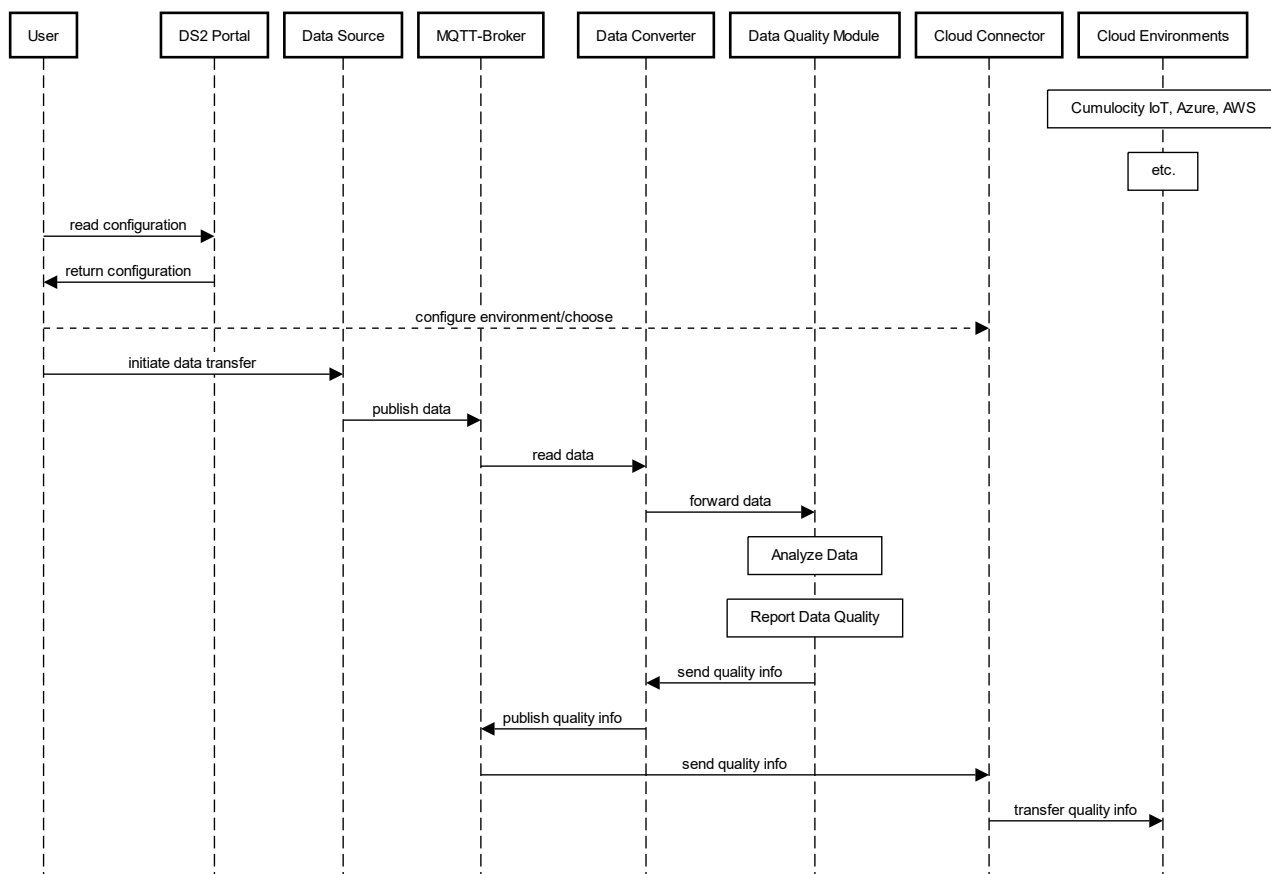 User
DS2 Portal
Data Source
MQTT-Broker
Data Converter
Data Quality Module
Cloud Connector
Cloud Environments
Cumulocity IoT, Azure, AWS
etc.
read configuration
return configuration
configure environment/choose
initiate data transfer
publish data
read data
forward data
Analyze Data
Report Data Quality
send quality info
publish quality info
send quality info
transfer quality info